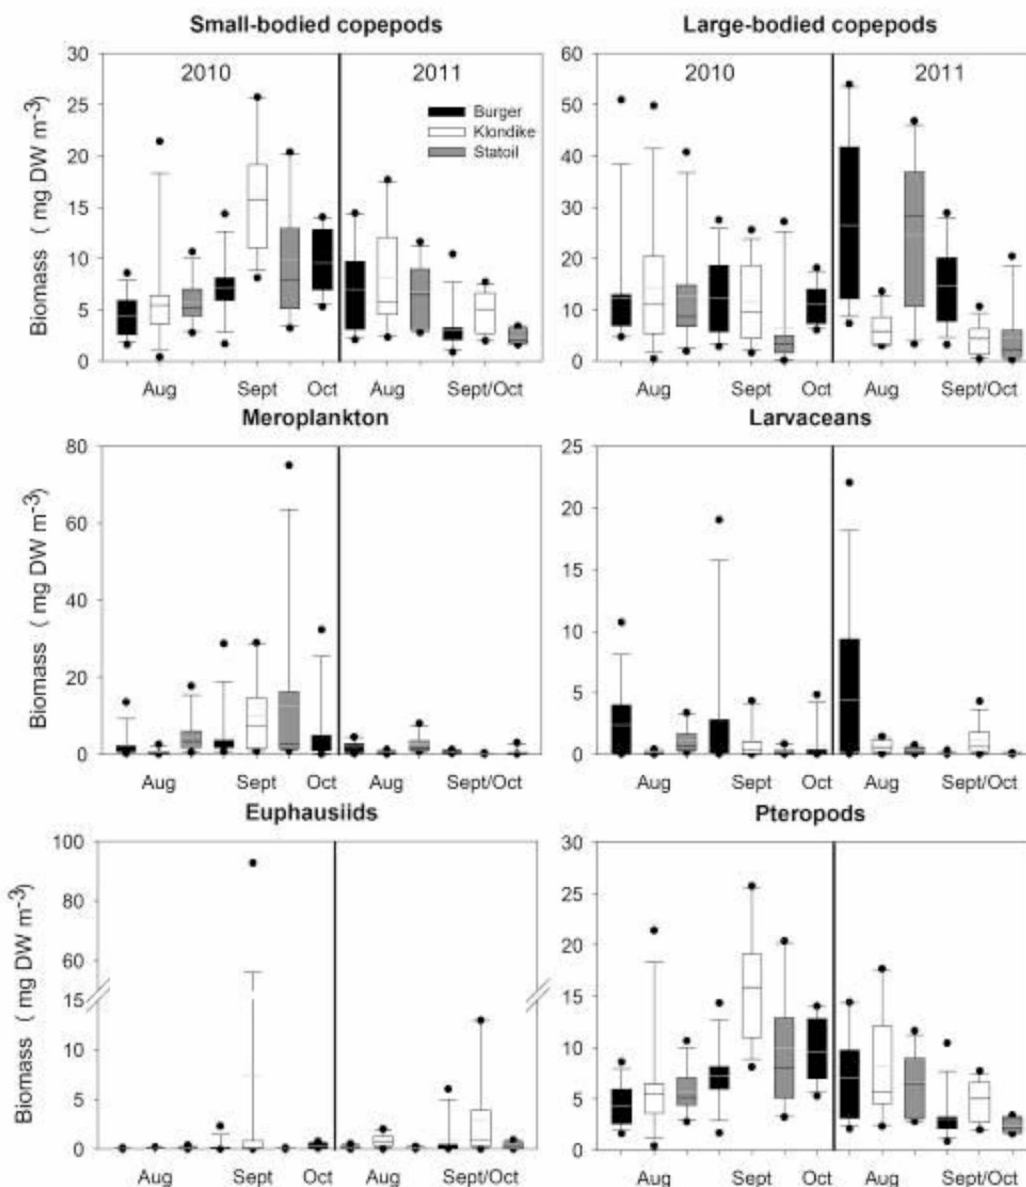 Small-bodied copepods
Large-bodied copepods
30
25
20
15
10
5
0
Biomass ( mg DW m-3)
2010
2011
Burger
Klondike
Statoil
Aug
Sept
Oct
Aug
Sept/Oct
60
50
40
30
20
10
0
2010
2011
Aug
Sept
Oct
Aug
Sept/Oct
Meroplankton
Larvaceans
80
60
40
20
0
Biomass ( mg DW m-3)
Aug
Sept
Oct
Aug
Sept/Oct
25
20
15
10
5
0
Aug
Sept
Oct
Aug
Sept/Oct
Euphausiids
Pteropods
100
80
60
15
10
5
0
Biomass ( mg DW m-3)
Aug
Sept
Oct
Aug
Sept/Oct
30
25
20
15
10
5
0
Aug
Sept
Oct
Aug
Sept/Oct